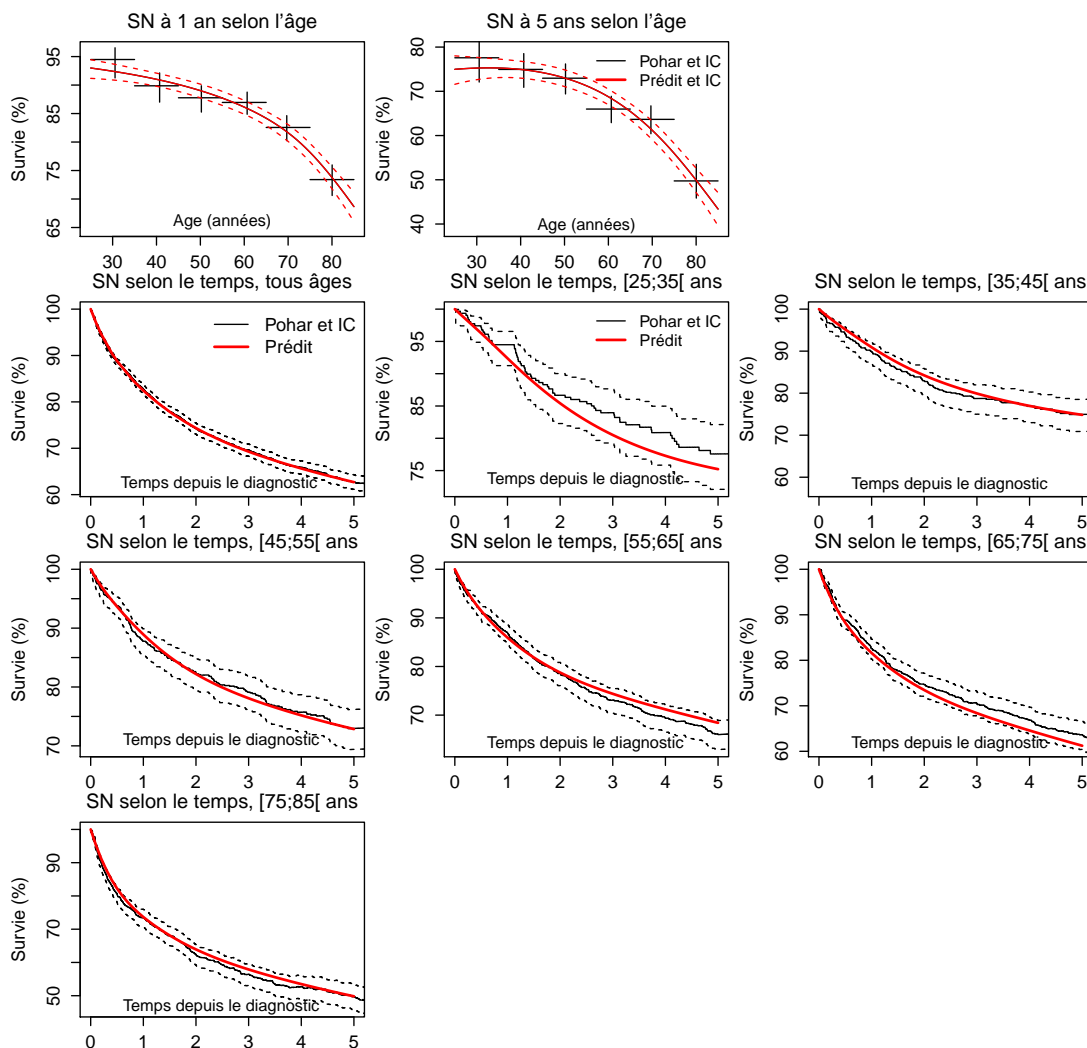 SN à 1 an selon l'âge
Survie (%)
95
85
75
65
Age (années)
30 40 50 60 70 80
SN à 5 ans selon l'âge
Survie (%)
80
70
60
50
40
Pohar et IC
Prédit et IC
Age (années)
30 40 50 60 70 80
SN selon le temps, tous âges
Survie (%)
100
90
80
70
60
Pohar et IC
Prédit
Temps depuis le diagnostic
0 1 2 3 4 5
SN selon le temps, [25;35[ ans
Survie (%)
95
85
75
Pohar et IC
Prédit
Temps depuis le diagnostic
0 1 2 3 4 5
SN selon le temps, [35;45[ ans
Survie (%)
100
90
80
70
60
Temps depuis le diagnostic
0 1 2 3 4 5
SN selon le temps, [45;55[ ans
Survie (%)
100
90
80
70
Temps depuis le diagnostic
0 1 2 3 4 5
SN selon le temps, [55;65[ ans
Survie (%)
100
90
80
70
Temps depuis le diagnostic
0 1 2 3 4 5
SN selon le temps, [65;75[ ans
Survie (%)
100
90
80
70
60
Temps depuis le diagnostic
0 1 2 3 4 5
SN selon le temps, [75;85[ ans
Survie (%)
90
70
50
Temps depuis le diagnostic
0 1 2 3 4 5